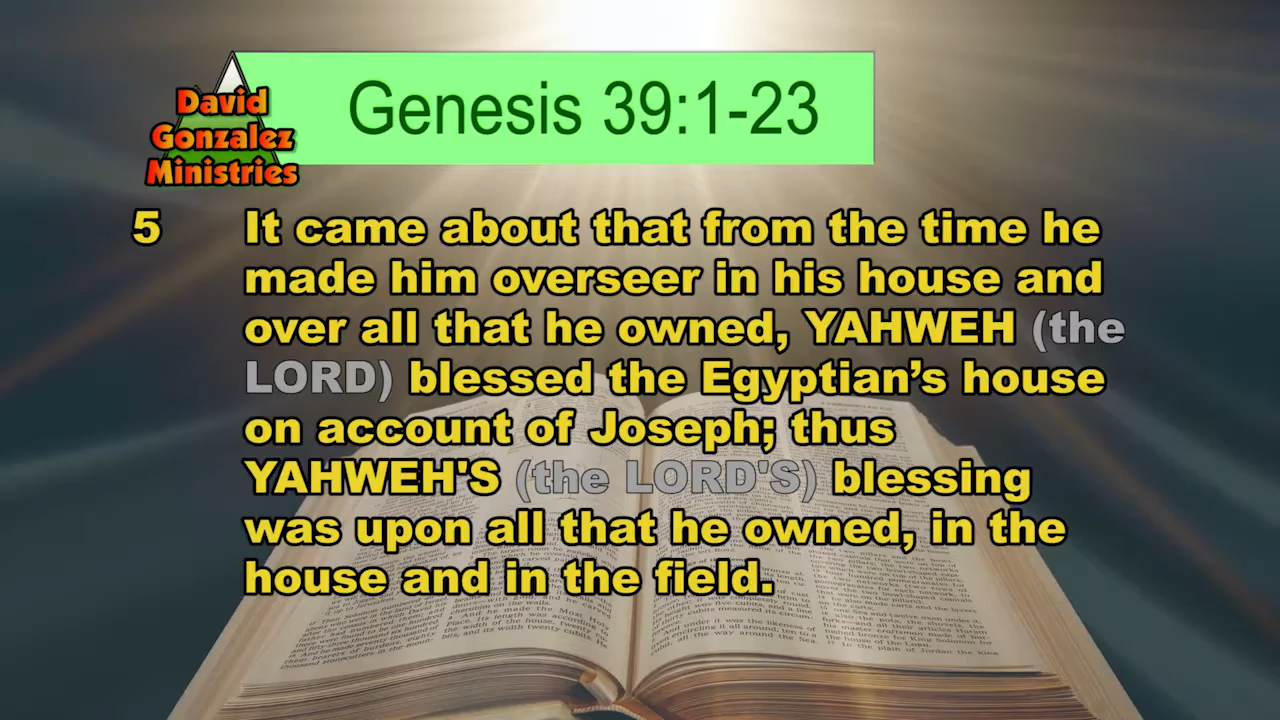 David
Gonzalez
Ministries
Genesis 39:1-23
5 It came about that from the time he
made him overseer in his house and
over all that he owned, YAHWEH (the
LORD) blessed the Egyptian’s house
on account of Joseph; thus
YAHWEH'S (the LORD'S) blessing
was upon all that he owned, in the
house and in the field.